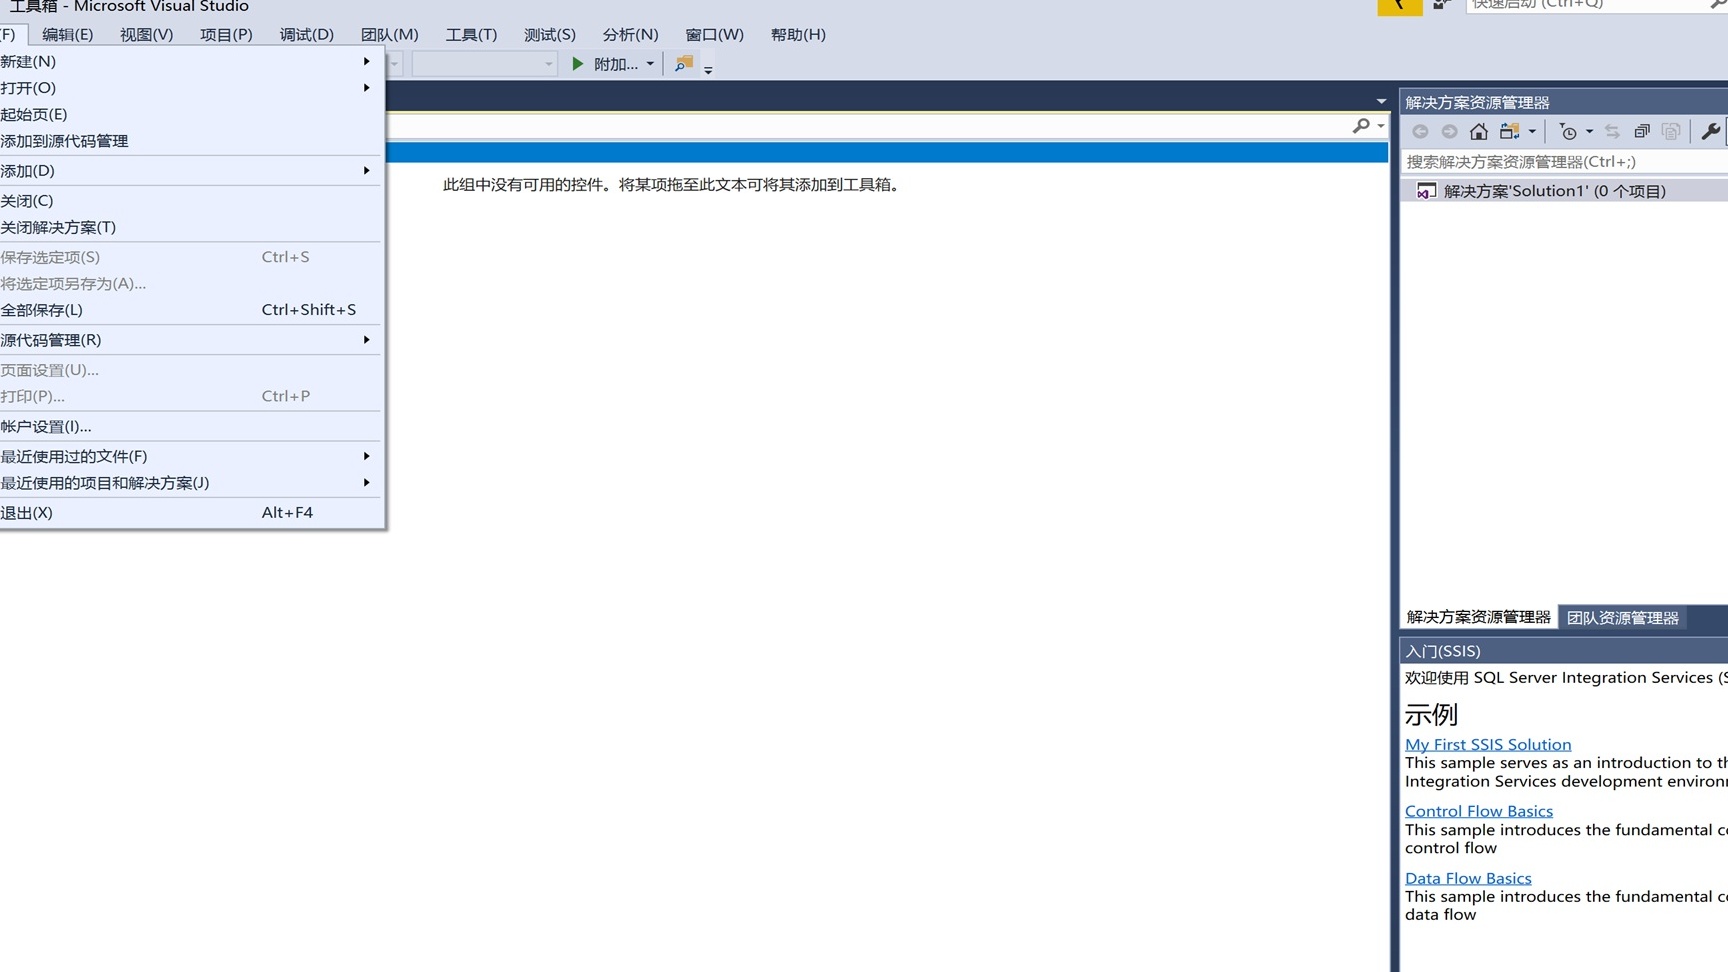 工具箱 - Microsoft Visual Studio
快速启动 (Ctrl+Q)
(F) 编辑(E) 视图(V) 项目(P) 调试(D) 团队(M) 工具(T) 测试(S) 分析(N) 窗口(W) 帮助(H)
附加...
新建(N)
打开(O)
起始页(E)
添加到源代码管理
添加(D)
关闭(C)
关闭解决方案(T)
保存选定项(S) Ctrl+S
将选定项另存为(A)...
全部保存(L) Ctrl+Shift+S
源代码管理(R)
页面设置(U)...
打印(P)... Ctrl+P
帐户设置(I)...
最近使用过的文件(F)
最近使用的项目和解决方案(J)
退出(X) Alt+F4
此组中没有可用的控件。将某项拖至此文本可将其添加到工具箱。
解决方案资源管理器
搜索解决方案资源管理器(Ctrl+;)
解决方案'Solution1' (0 个项目)
解决方案资源管理器 团队资源管理器
入门(SSIS)
欢迎使用 SQL Server Integration Services (S
示例
My First SSIS Solution
This sample serves as an introduction to th
Integration Services development environ
Control Flow Basics
This sample introduces the fundamental co
control flow
Data Flow Basics
This sample introduces the fundamental co
data flow